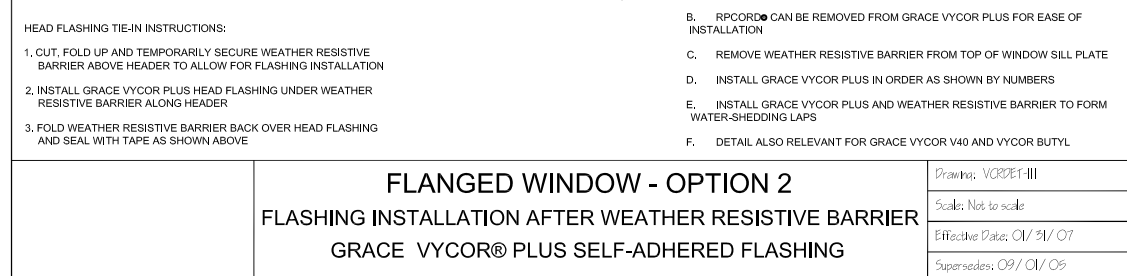 HEAD FLASHING TIE-IN INSTRUCTIONS:
1. CUT, FOLD UP AND TEMPORARILY SECURE WEATHER RESISTIVE
BARRIER ABOVE HEADER TO ALLOW FOR FLASHING INSTALLATION
2. INSTALL GRACE VYCOR PLUS HEAD FLASHING UNDER WEATHER
RESISTIVE BARRIER ALONG HEADER
3. FOLD WEATHER RESISTIVE BARRIER BACK OVER HEAD FLASHING
AND SEAL WITH TAPE AS SHOWN ABOVE
B. RPCORD● CAN BE REMOVED FROM GRACE VYCOR PLUS FOR EASE OF
INSTALLATION
C. REMOVE WEATHER RESISTIVE BARRIER FROM TOP OF WINDOW SILL PLATE
D. INSTALL GRACE VYCOR PLUS IN ORDER AS SHOWN BY NUMBERS
E. INSTALL GRACE VYCOR PLUS AND WEATHER RESISTIVE BARRIER TO FORM
WATER-SHEDDING LAPS
F. DETAIL ALSO RELEVANT FOR GRACE VYCOR V40 AND VYCOR BUTYL
FLANGED WINDOW - OPTION 2
FLASHING INSTALLATION AFTER WEATHER RESISTIVE BARRIER
GRACE VYCOR® PLUS SELF-ADHERED FLASHING
Drawing: VCRDET-III
Scale: Not to scale
Effective Date: 01/31/07
Supersedes: 09/01/05